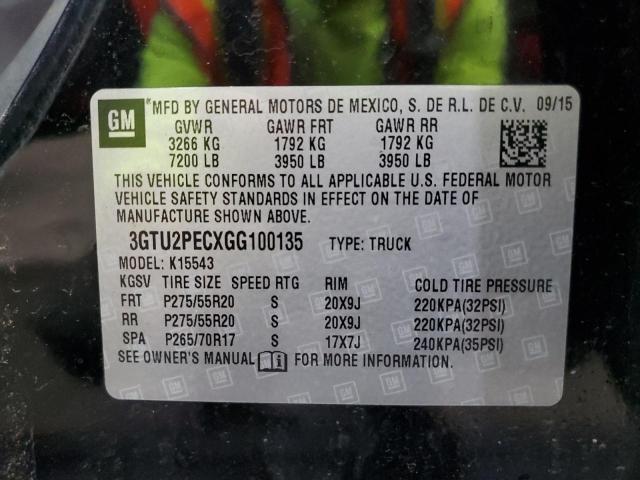 GM
*MFD BY GENERAL MOTORS DE MEXICO, S. DE R.L. DE C.V. 09/15
GVWR GAWR FRT GAWR RR
3266 KG 1792 KG 1792 KG
7200 LB 3950 LB 3950 LB
THIS VEHICLE CONFORMS TO ALL APPLICABLE U.S. FEDERAL MOTOR
VEHICLE SAFETY STANDARDS IN EFFECT ON THE DATE OF
MANUFACTURE SHOWN ABOVE.
3GTU2PECXGG100135 TYPE: TRUCK
MODEL: K15543
KGSV TIRE SIZE SPEED RTG RIM COLD TIRE PRESSURE
FRT P275/55R20 S 20X9J 220KPA(32PSI)
RR P275/55R20 S 20X9J 220KPA(32PSI)
SPA P265/70R17 S 17X7J 240KPA(35PSI)
SEE OWNER'S MANUAL FOR MORE INFORMATION.